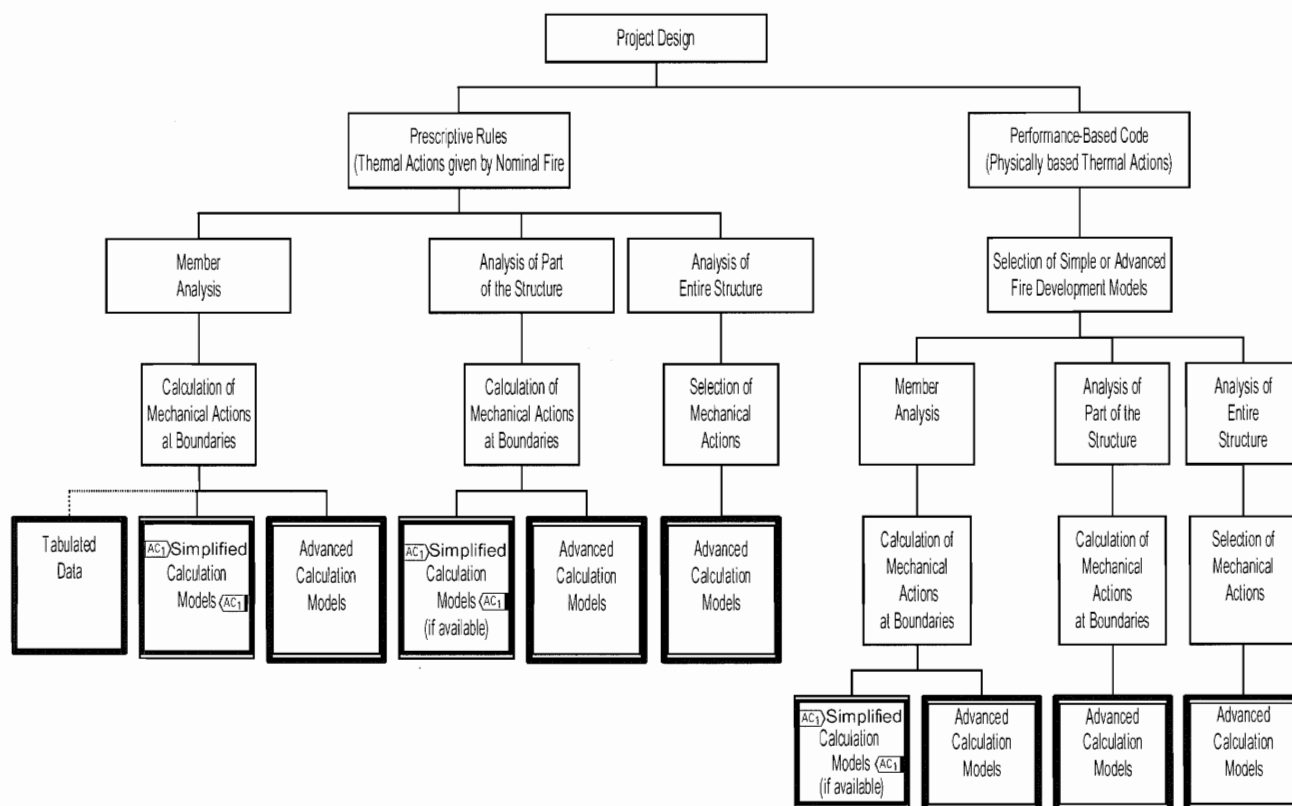 Project Design
Prescriptive Rules
(Thermal Actions given by Nominal Fire
Performance-Based Code
(Physically based Thermal Actions)
Member
Analysis
Analysis of Part
of the Structure
Analysis of
Entire Structure
Selection of Simple or Advanced
Fire Development Models
Calculation of
Mechanical Actions
at Boundaries
Calculation of
Mechanical Actions
at Boundaries
Selection of
Mechanical
Actions
Member
Analysis
Analysis of
Part of the
Structure
Analysis of
Entire
Structure
Tabulated
Data
AC1 Simplified
Calculation
Models AC1
Advanced
Calculation
Models
AC1 Simplified
Calculation
Models AC1
(if available)
Advanced
Calculation
Models
Advanced
Calculation
Models
Calculation of
Mechanical
Actions
at Boundaries
Calculation of
Mechanical
Actions
at Boundaries
Selection of
Mechanical
Actions
AC1 Simplified
Calculation
Models AC1
(if available)
Advanced
Calculation
Models
Advanced
Calculation
Models
Advanced
Calculation
Models